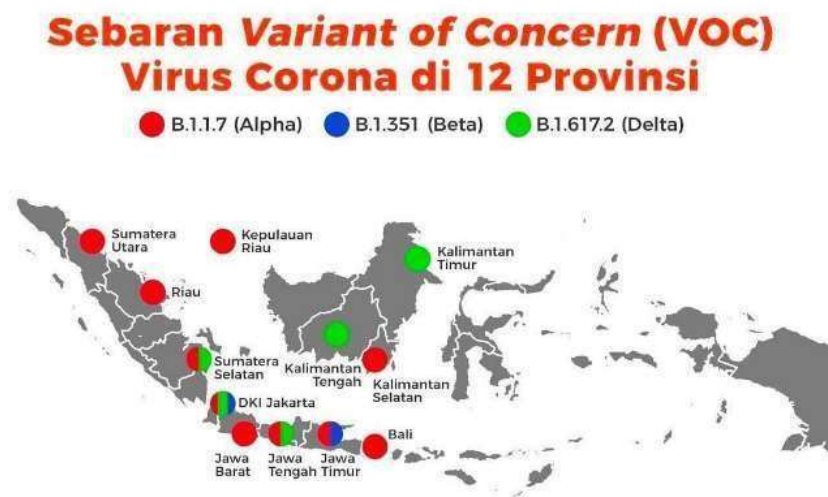 Sebaran Variant of Concern (VOC)
Virus Corona di 12 Provinsi
B.1.1.7 (Alpha) B.1.351 (Beta) B.1.617.2 (Delta)
Sumatera
Utara
Kepulauan
Riau
Kalimantan
Timur
Riau
Sumatera
Selatan
Kalimantan
Tengah
Kalimantan
Selatan
DKI Jakarta
Jawa
Barat
Jawa
Tengah
Jawa
Timur
Bali